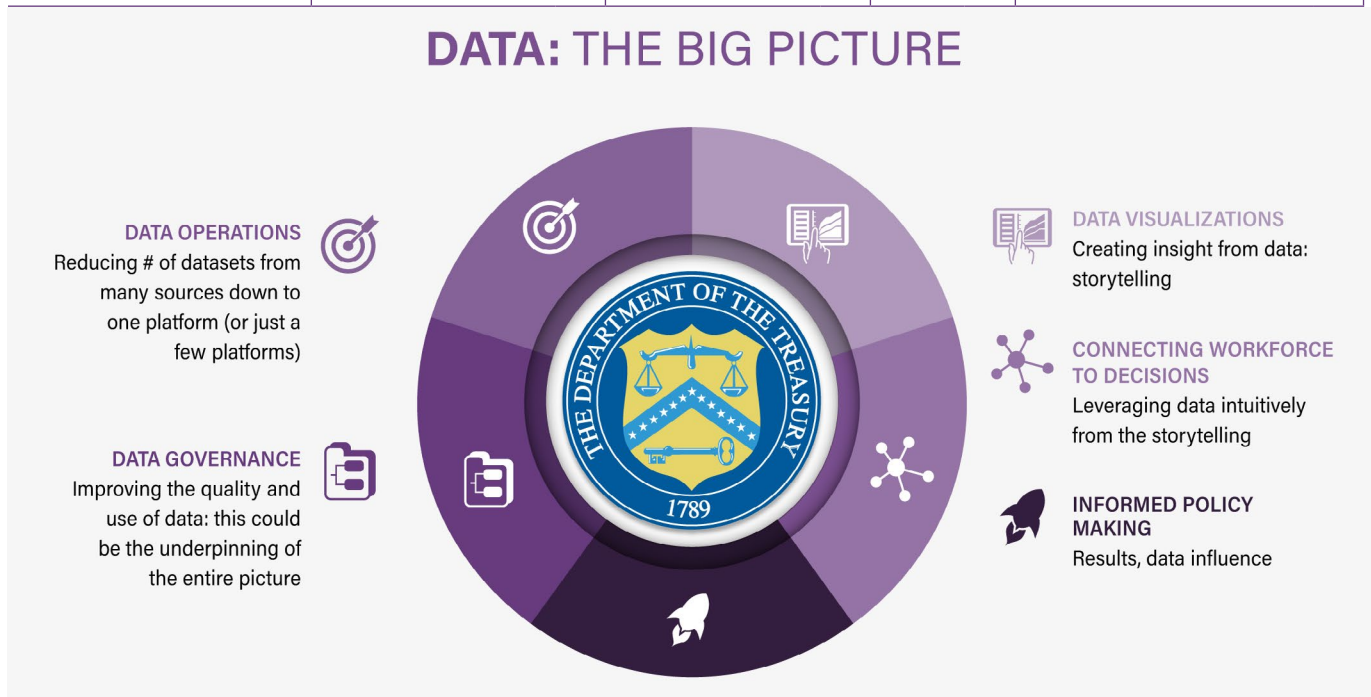 DATA: THE BIG PICTURE
DATA OPERATIONS
Reducing # of datasets from
many sources down to
one platform (or just a
few platforms)
DATA GOVERNANCE
Improving the quality and
use of data: this could
be the underpinning of
the entire picture
THE DEPARTMENT OF THE TREASURY
1789
DATA VISUALIZATIONS
Creating insight from data:
storytelling
CONNECTING WORKFORCE
TO DECISIONS
Leveraging data intuitively
from the storytelling
INFORMED POLICY
MAKING
Results, data influence